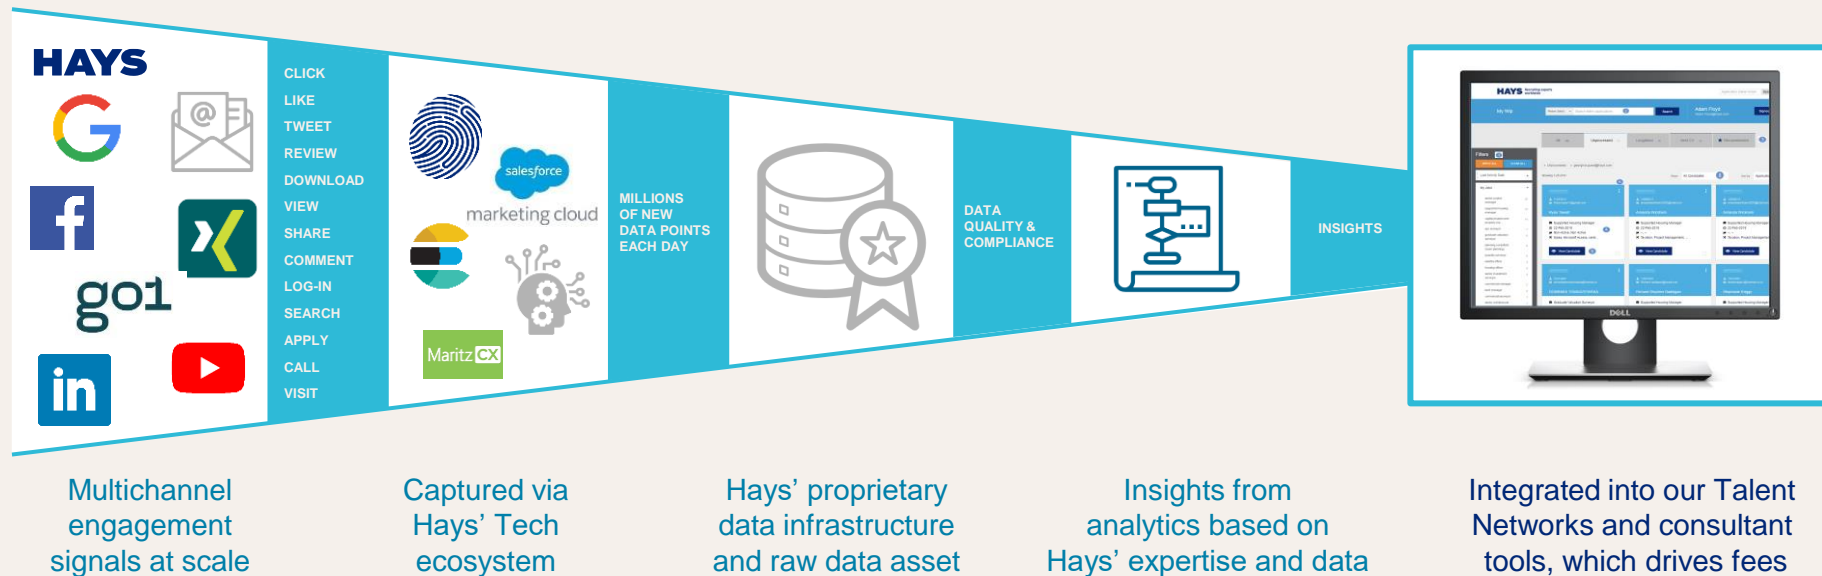 HAYS
@
go1
in
CLICK
LIKE
TWEET
REVIEW
DOWNLOAD
VIEW
SHARE
COMMENT
LOG-IN
SEARCH
APPLY
CALL
VISIT
salesforce
marketing cloud
Maritz CX
MILLIONS
OF NEW
DATA POINTS
EACH DAY
DATA
QUALITY &
COMPLIANCE
INSIGHTS
HAYS
Filters
DELL
Multichannel
engagement
signals at scale
Captured via
Hays’ Tech
ecosystem
Hays’ proprietary
data infrastructure
and raw data asset
Insights from
analytics based on
Hays’ expertise and data
Integrated into our Talent
Networks and consultant
tools, which drives fees